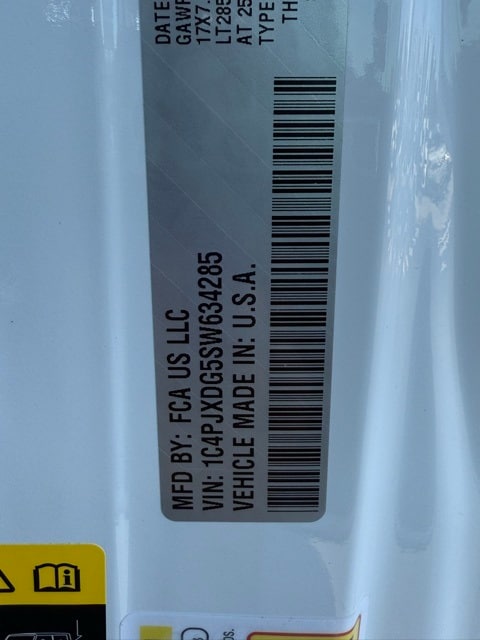 DATE
GAWR
17X7.
LT285
AT 25
TYPE
TH
MFD BY: FCA US LLC
VIN: 1C4PJXDG5SW634285
VEHICLE MADE IN: U.S.A.